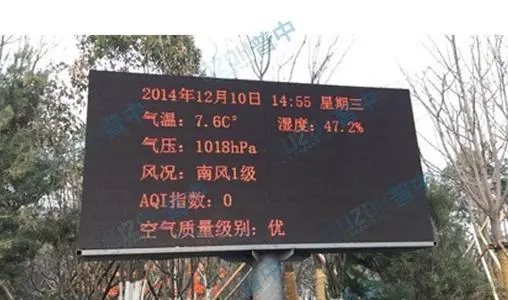 2014年12月10日 14:55 星期三
气温: 7.6C° 湿度: 47.2%
气压: 1018hPa
风况: 南风1级
AQI指数: 0
空气质量级别: 优